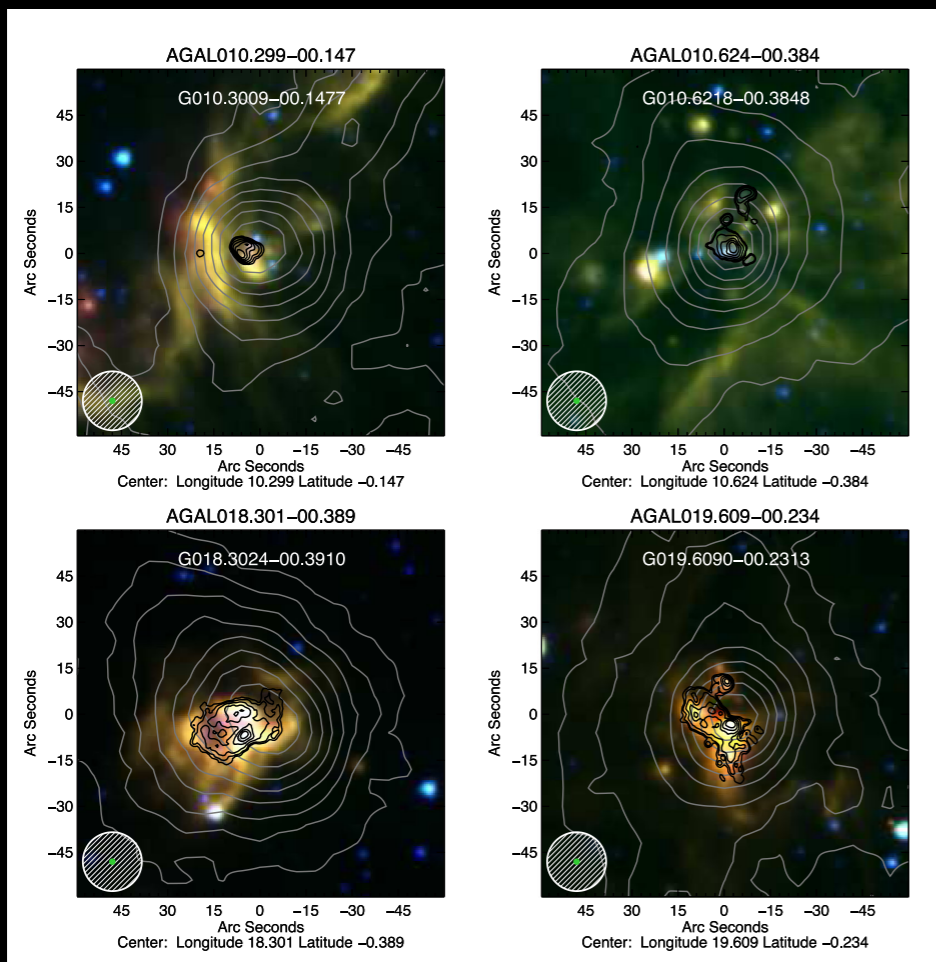 AGAL010.299−00.147
G010.3009−00.1477
Arc Seconds
45
30
15
0
−15
−30
−45
45 30 15 0 −15 −30 −45
Arc Seconds
Center: Longitude 10.299 Latitude −0.147
AGAL010.624−00.384
G010.6218−00.3848
Arc Seconds
45
30
15
0
−15
−30
−45
45 30 15 0 −15 −30 −45
Arc Seconds
Center: Longitude 10.624 Latitude −0.384
AGAL018.301−00.389
G018.3024−00.3910
Arc Seconds
45
30
15
0
−15
−30
−45
45 30 15 0 −15 −30 −45
Arc Seconds
Center: Longitude 18.301 Latitude −0.389
AGAL019.609−00.234
G019.6090−00.2313
Arc Seconds
45
30
15
0
−15
−30
−45
45 30 15 0 −15 −30 −45
Arc Seconds
Center: Longitude 19.609 Latitude −0.234